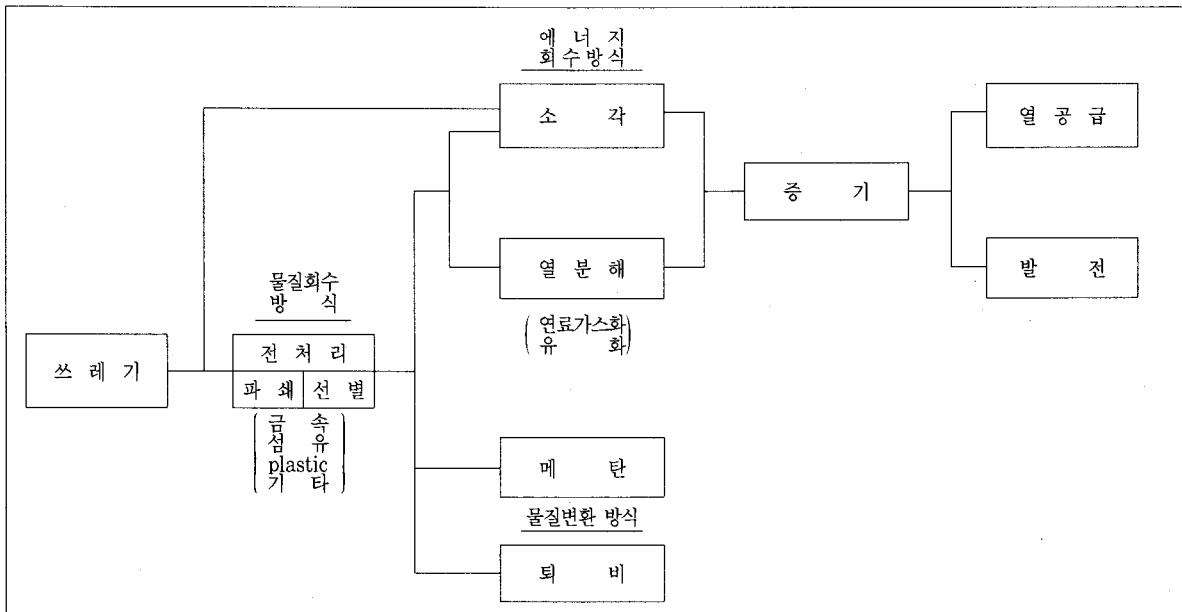 에 너 지
회수방식
소 각
열 공 급
증 기
열 분 해
발 전
(연료가스화
유 화)
물질회수
방 식
쓰 레 기
전 처 리
파 쇄 선 별
금 속
섬 유
plastic
기 타
메 탄
물질변환 방식
퇴 비